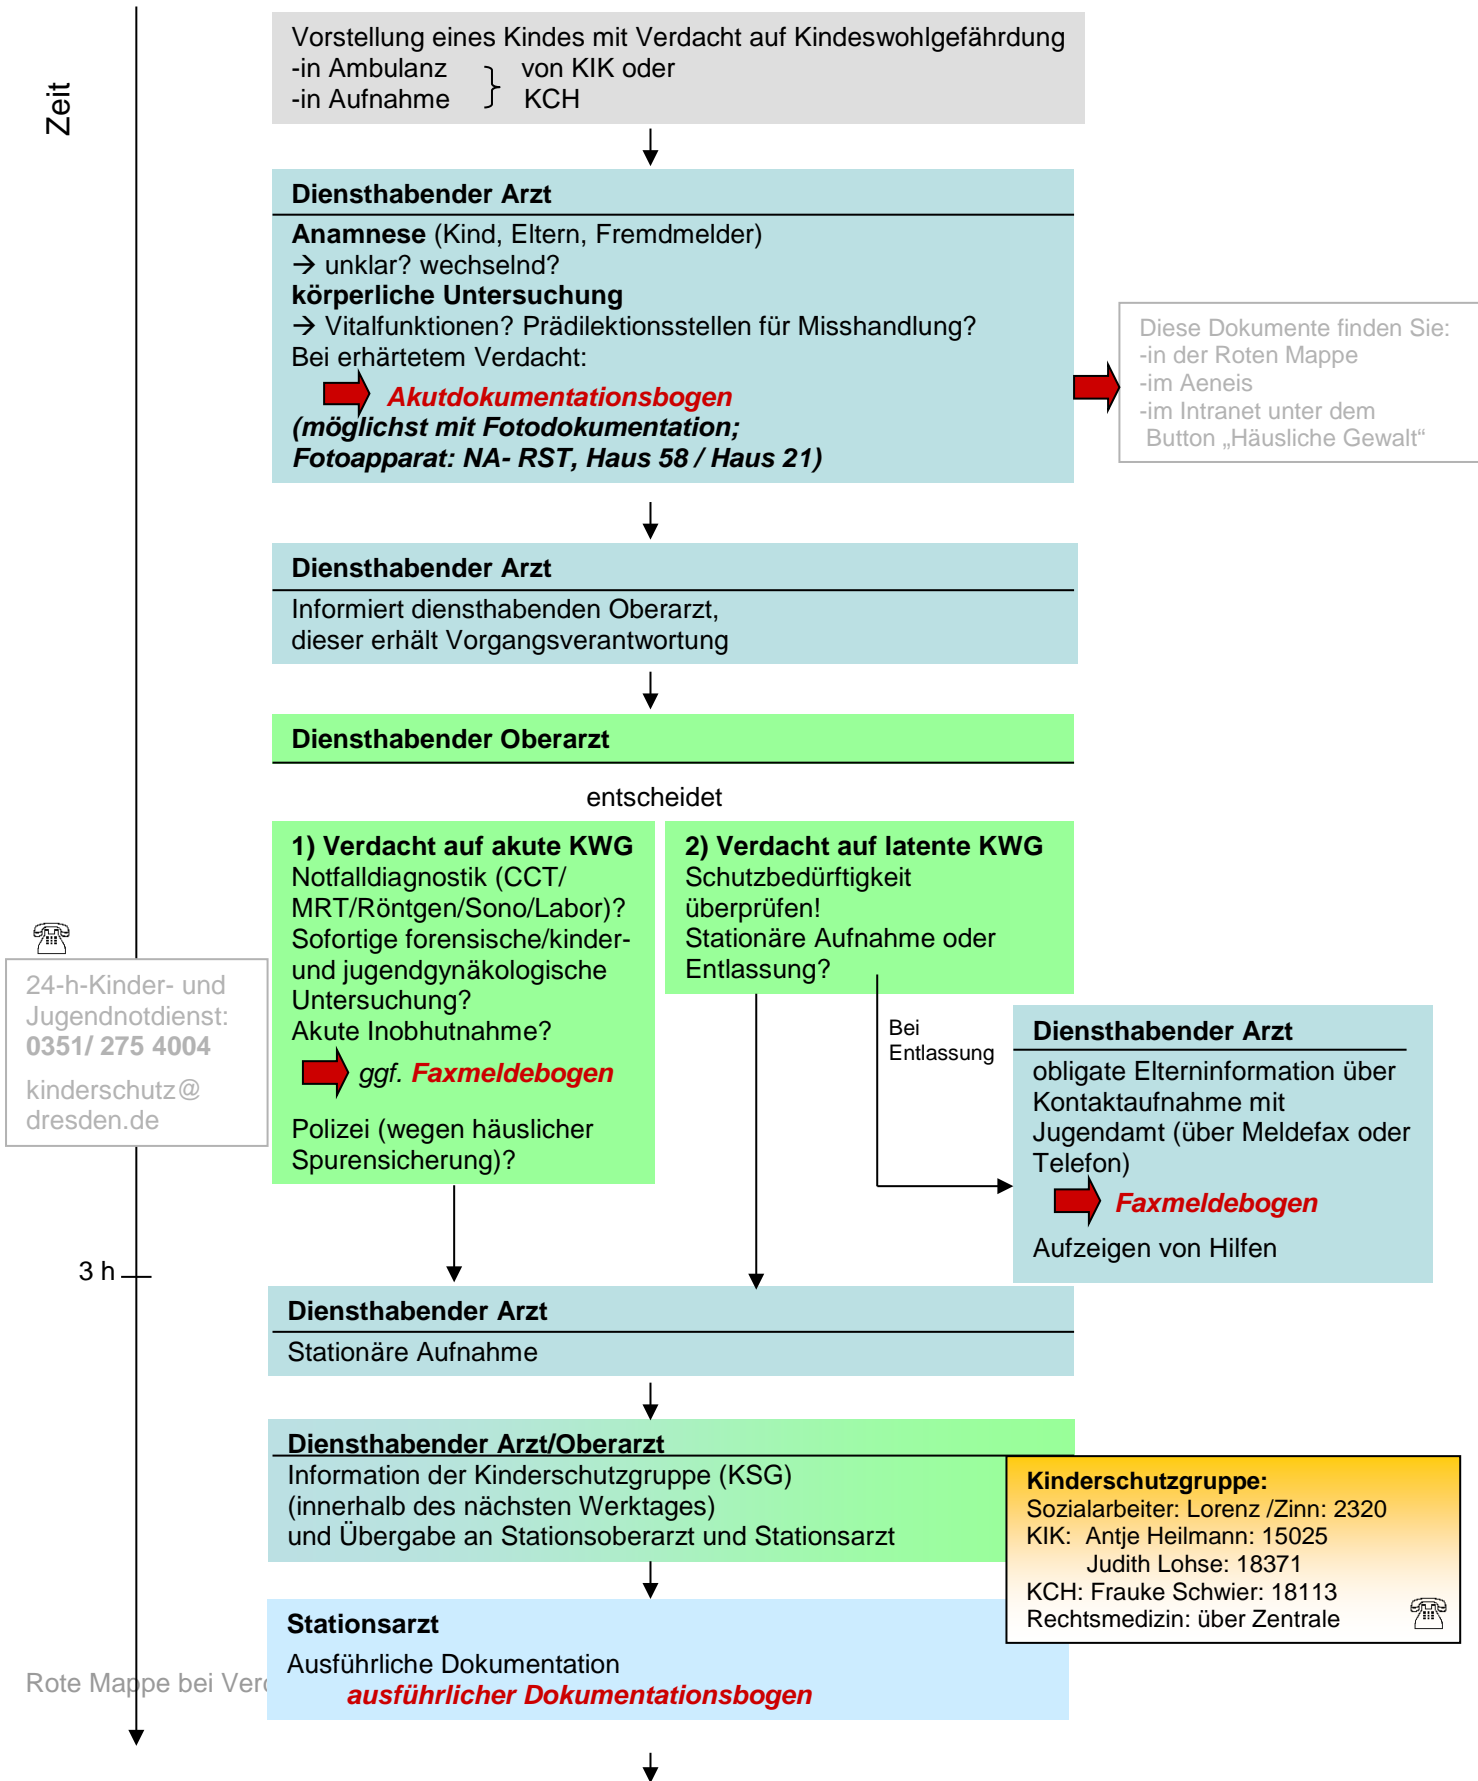 Zeit
Vorstellung eines Kindes mit Verdacht auf Kindeswohlgefährdung
-in Ambulanz } von KIK oder
-in Aufnahme KCH
Diensthabender Arzt
Anamnese (Kind, Eltern, Fremdmelder)
→ unklar? wechselnd?
körperliche Untersuchung
→ Vitalfunktionen? Prädilektionsstellen für Misshandlung?
Bei erhärtetem Verdacht:
Akutdokumentationsbogen
(möglichst mit Fotodokumentation;
Fotoapparat: NA- RST, Haus 58 / Haus 21)
Diese Dokumente finden Sie:
-in der Roten Mappe
-im Aeneis
-im Intranet unter dem
Button „Häusliche Gewalt“
Diensthabender Arzt
Informiert diensthabenden Oberarzt,
dieser erhält Vorgangsverantwortung
Diensthabender Oberarzt
entscheidet
1) Verdacht auf akute KWG
Notfalldiagnostik (CCT/
MRT/Röntgen/Sono/Labor)?
Sofortige forensische/kinder-
und jugendgynäkologische
Untersuchung?
Akute Inobhutnahme?
ggf. Faxmeldebogen
Polizei (wegen häuslicher
Spurensicherung)?
2) Verdacht auf latente KWG
Schutzbedürftigkeit
überprüfen!
Stationäre Aufnahme oder
Entlassung?
24-h-Kinder- und
Jugendnotdienst:
0351/ 275 4004
kinderschutz@
dresden.de
Bei
Entlassung
Diensthabender Arzt
obligate Elterninformation über
Kontaktaufnahme mit
Jugendamt (über Meldefax oder
Telefon)
Faxmeldebogen
Aufzeigen von Hilfen
3 h
Diensthabender Arzt
Stationäre Aufnahme
Diensthabender Arzt/Oberarzt
Information der Kinderschutzgruppe (KSG)
(innerhalb des nächsten Werktages)
und Übergabe an Stationsoberarzt und Stationsarzt
Kinderschutzgruppe:
Sozialarbeiter: Lorenz /Zinn: 2320
KIK: Antje Heilmann: 15025
Judith Lohse: 18371
KCH: Frauke Schwier: 18113
Rechtsmedizin: über Zentrale
Stationsarzt
Ausführliche Dokumentation
ausführlicher Dokumentationsbogen
Rote Mappe bei